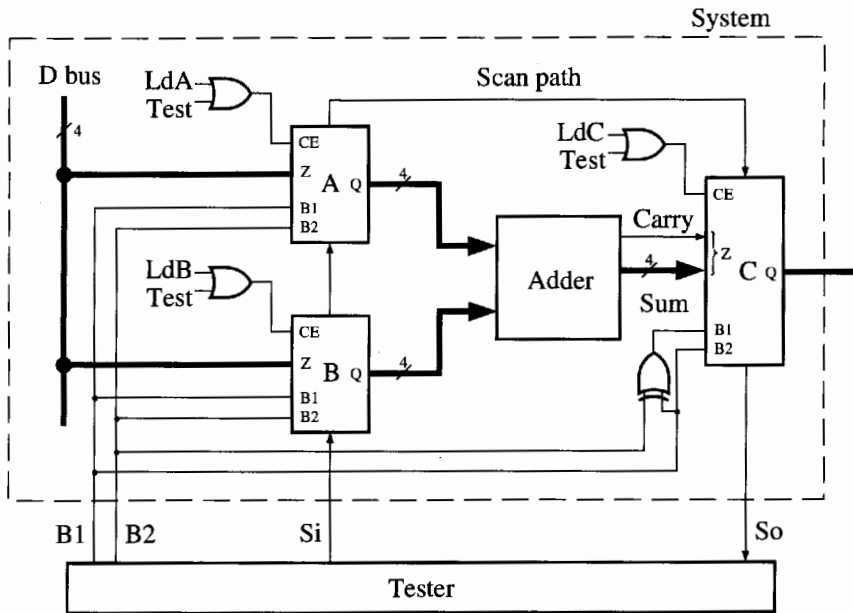 System
D bus
4
LdA
Test
CE
Z
A
Q
B1
B2
4
Scan path
LdC
Test
CE
Z
C
Q
B1
B2
Carry
4
Sum
Adder
LdB
Test
CE
Z
B
Q
B1
B2
4
B1
B2
Si
So
Tester